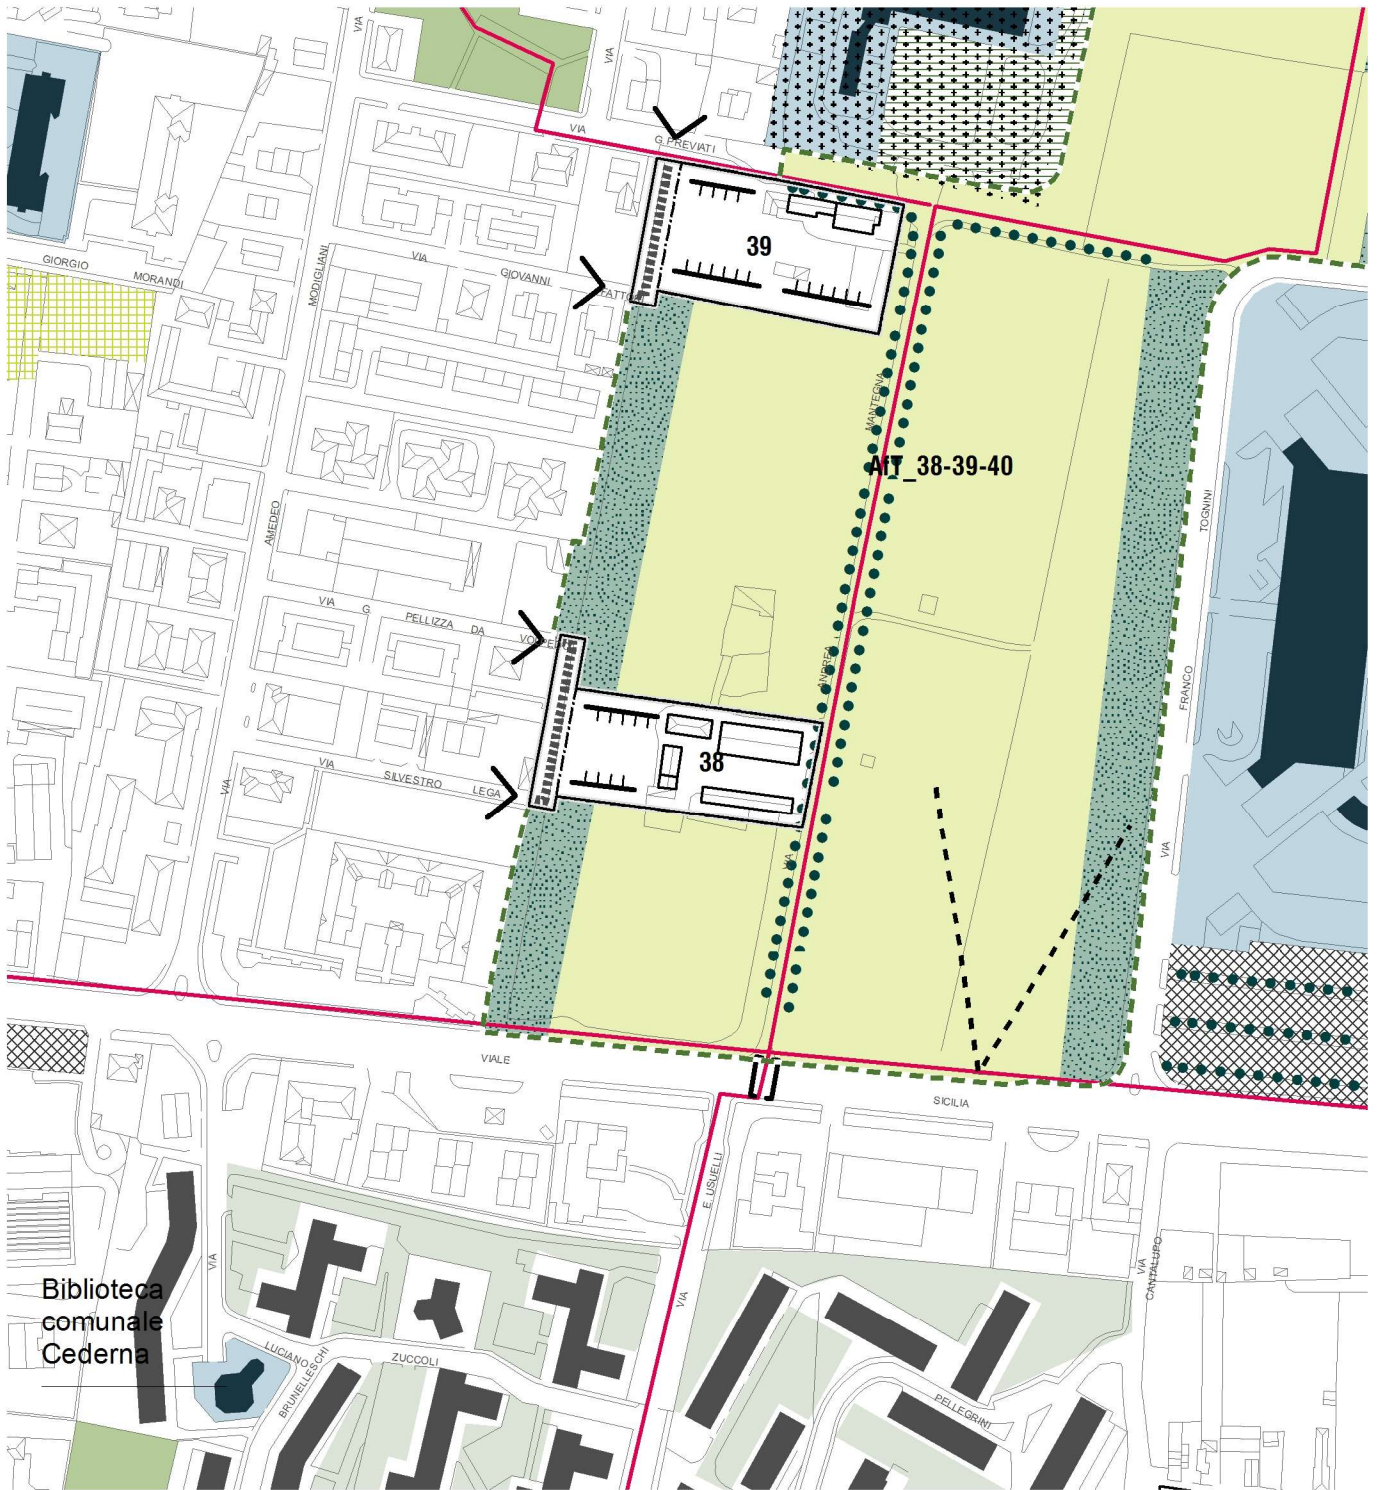 VIA
VIA
VIA
G. PREVIATI
39
GIORGIO
MORANDI
MODIGLIANI
VIA
GIOVANNI
FATTORI
MANTEGNA
AfT_38-39-40
TOGNINI
AMEDEO
VIA
G.
PELLIZZA
DA
VOLPEDO
ANDREA
FRANCO
VIA
SILVESTRO
LEGA
38
VIA
VIA
VIA
VIALE
SICILIA
E. USUELLI
VIA
VIA
VIA
CANTALUPO
Biblioteca
comunale
Cederna
LUCIANO
BRUNELLESCHI
ZUCCOLI
PELLEGRINI